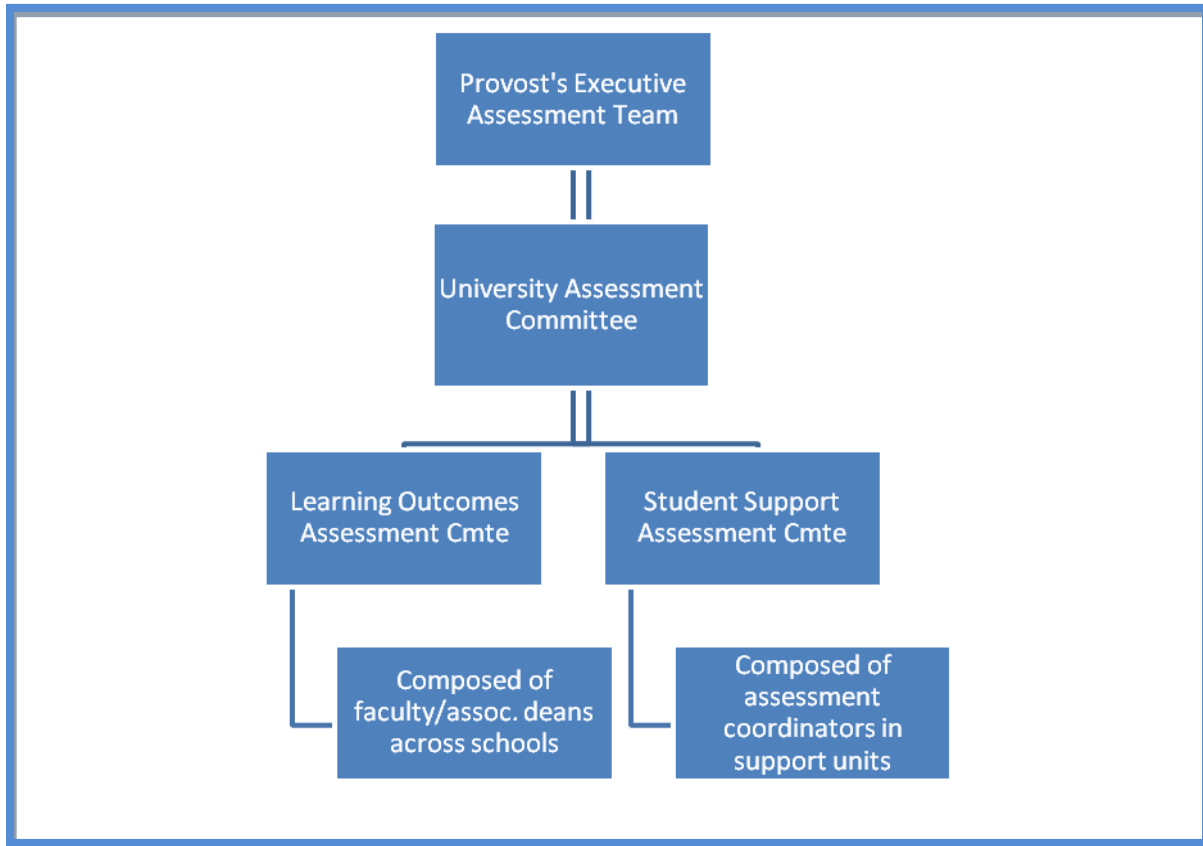 Provost's Executive
Assessment Team
University Assessment
Committee
Learning Outcomes
Assessment Cmte
Student Support
Assessment Cmte
Composed of
faculty/assoc. deans
across schools
Composed of
assessment
coordinators in
support units